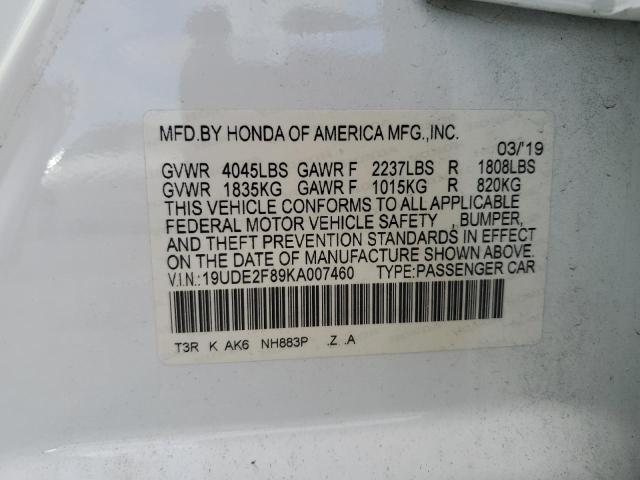 MFD.BY HONDA OF AMERICA MFG.,INC.
03/'19
GVWR 4045LBS GAWR F 2237LBS R 1808LBS
GVWR 1835KG GAWR F 1015KG R 820KG
THIS VEHICLE CONFORMS TO ALL APPLICABLE
FEDERAL MOTOR VEHICLE SAFETY , BUMPER,
AND THEFT PREVENTION STANDARDS IN EFFECT
ON THE DATE OF MANUFACTURE SHOWN ABOVE.
V.I.N.:19UDE2F89KA007460 TYPE:PASSENGER CAR
T3R K AK6 NH883P .Z. .A